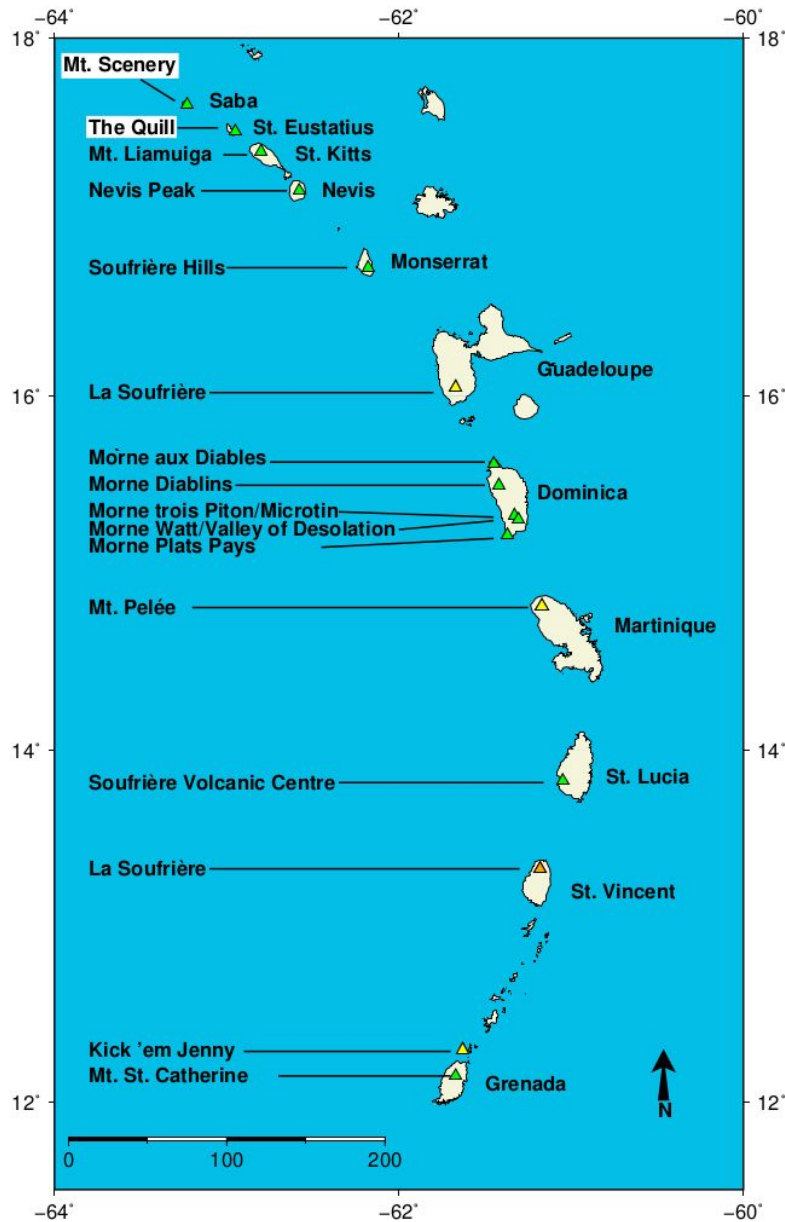 −64˚ −62˚ −60˚
18˚
Mt. Scenery
Saba
The Quill
St. Eustatius
Mt. Liamuiga
St. Kitts
Nevis Peak
Nevis
Soufrière Hills
Monserrat
Guadeloupe
16˚ 16˚
La Soufrière
Morne aux Diables
Morne Diablins
Dominica
Morne trois Piton/Microtin
Morne Watt/Valley of Desolation
Morne Plats Pays
Mt. Pelée
Martinique
14˚ 14˚
Soufrière Volcanic Centre
St. Lucia
La Soufrière
St. Vincent
Kick 'em Jenny
Mt. St. Catherine
Grenada
N
12˚ 12˚
0 100 200
−64˚ −62˚ −60˚